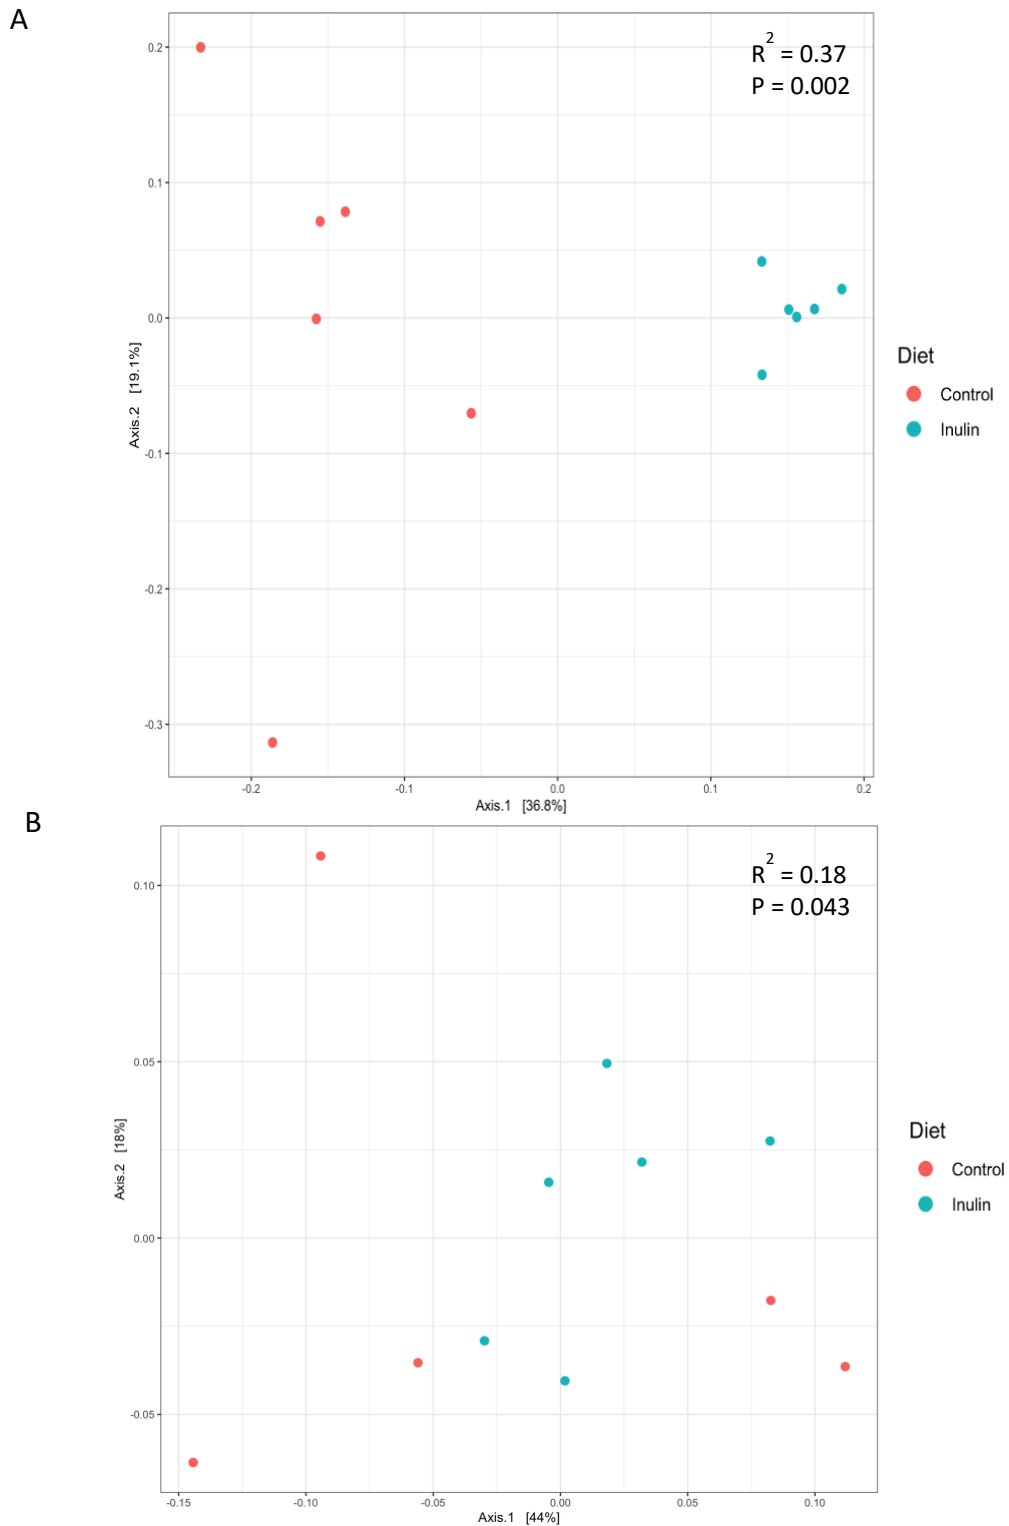 A
0.2
0.1
0.0
-0.1
-0.2
-0.3
Axis.2 [19.1%]
R2 = 0.37
P = 0.002
Diet
Control
Inulin
-0.2
-0.1
0.0
0.1
0.2
Axis.1 [36.8%]
B
0.10
0.05
0.00
-0.05
Axis.2 [18%]
R2 = 0.18
P = 0.043
Diet
Control
Inulin
-0.15
-0.10
-0.05
0.00
0.05
0.10
Axis.1 [44%]